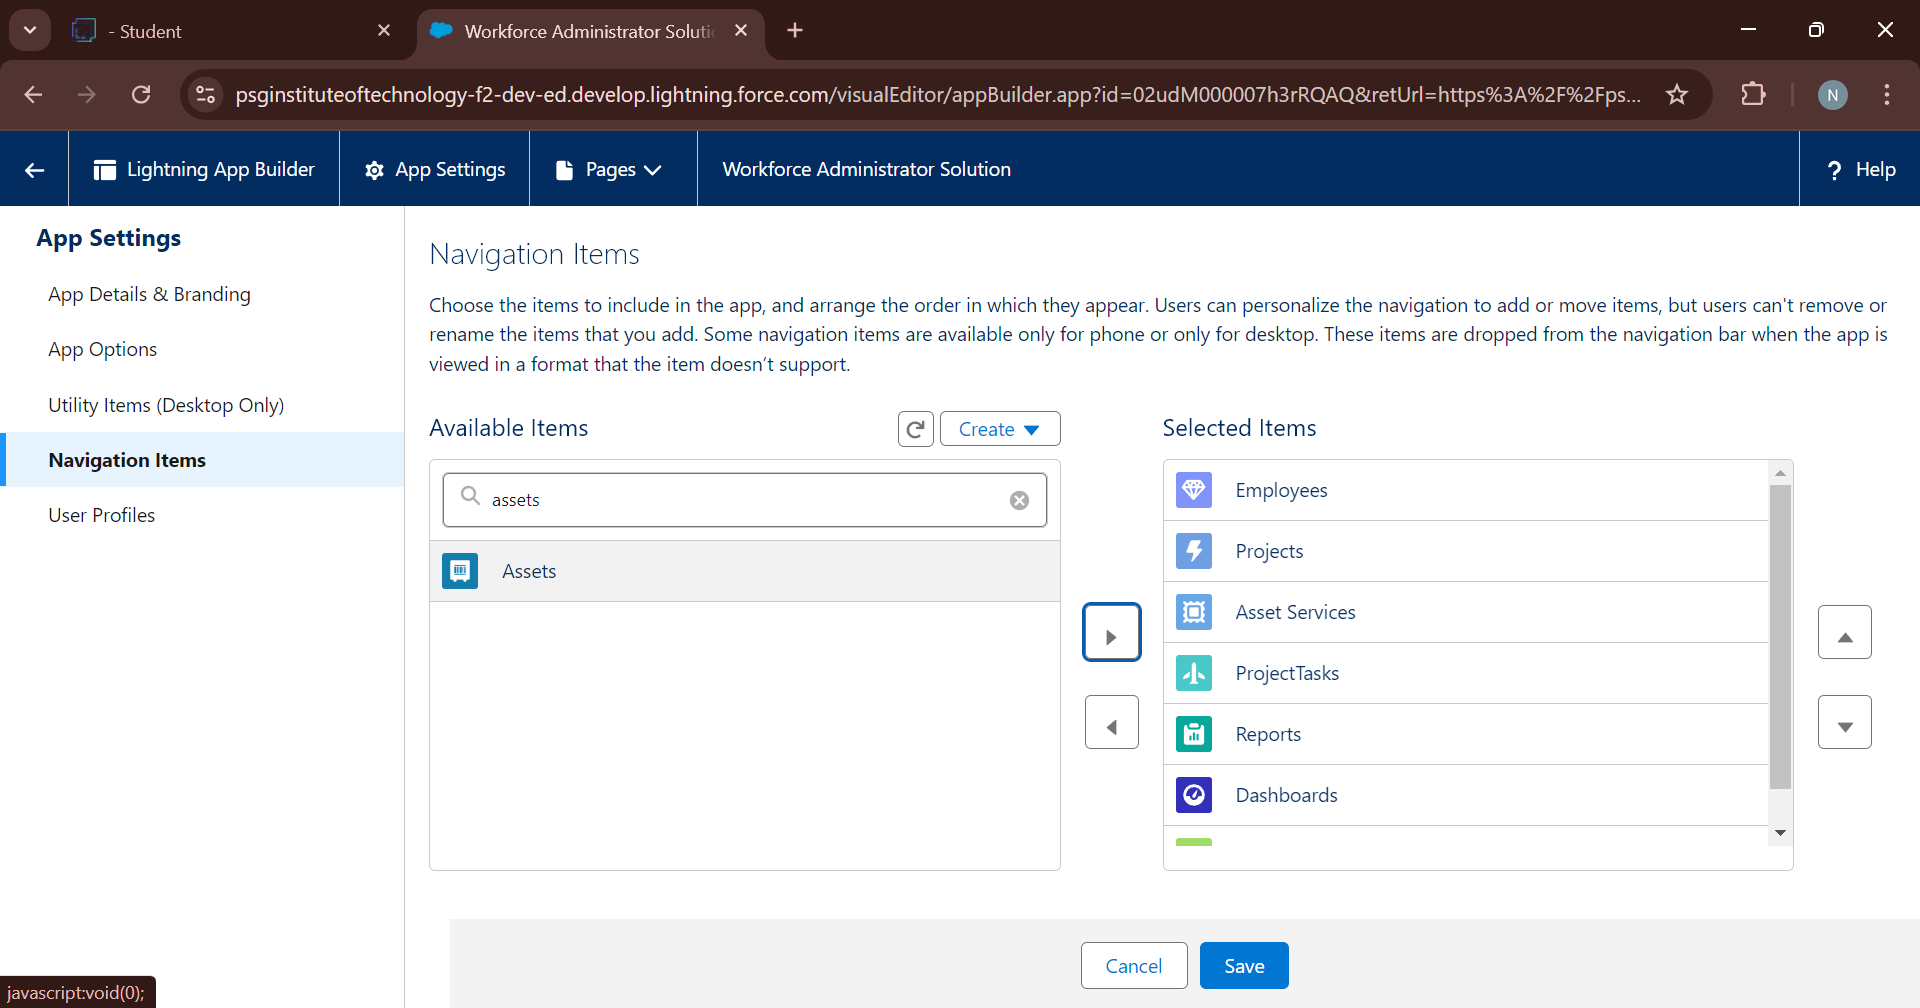 - Student
Workforce Administrator Soluti
psginstituteoftechnology-f2-dev-ed.develop.lightning.force.com/visualEditor/appBuilder.app?id=02udM000007h3rRQAQ&retUrl=https%3A%2F%2Fps...
N
Lightning App Builder
App Settings
Pages
Workforce Administrator Solution
? Help
App Settings
App Details & Branding
App Options
Utility Items (Desktop Only)
Navigation Items
User Profiles
Navigation Items
Choose the items to include in the app, and arrange the order in which they appear. Users can personalize the navigation to add or move items, but users can't remove or
rename the items that you add. Some navigation items are available only for phone or only for desktop. These items are dropped from the navigation bar when the app is
viewed in a format that the item doesn’t support.
Available Items
Create
assets
Assets
Selected Items
Employees
Projects
Asset Services
ProjectTasks
Reports
Dashboards
Cancel
Save
javascript:void(0);